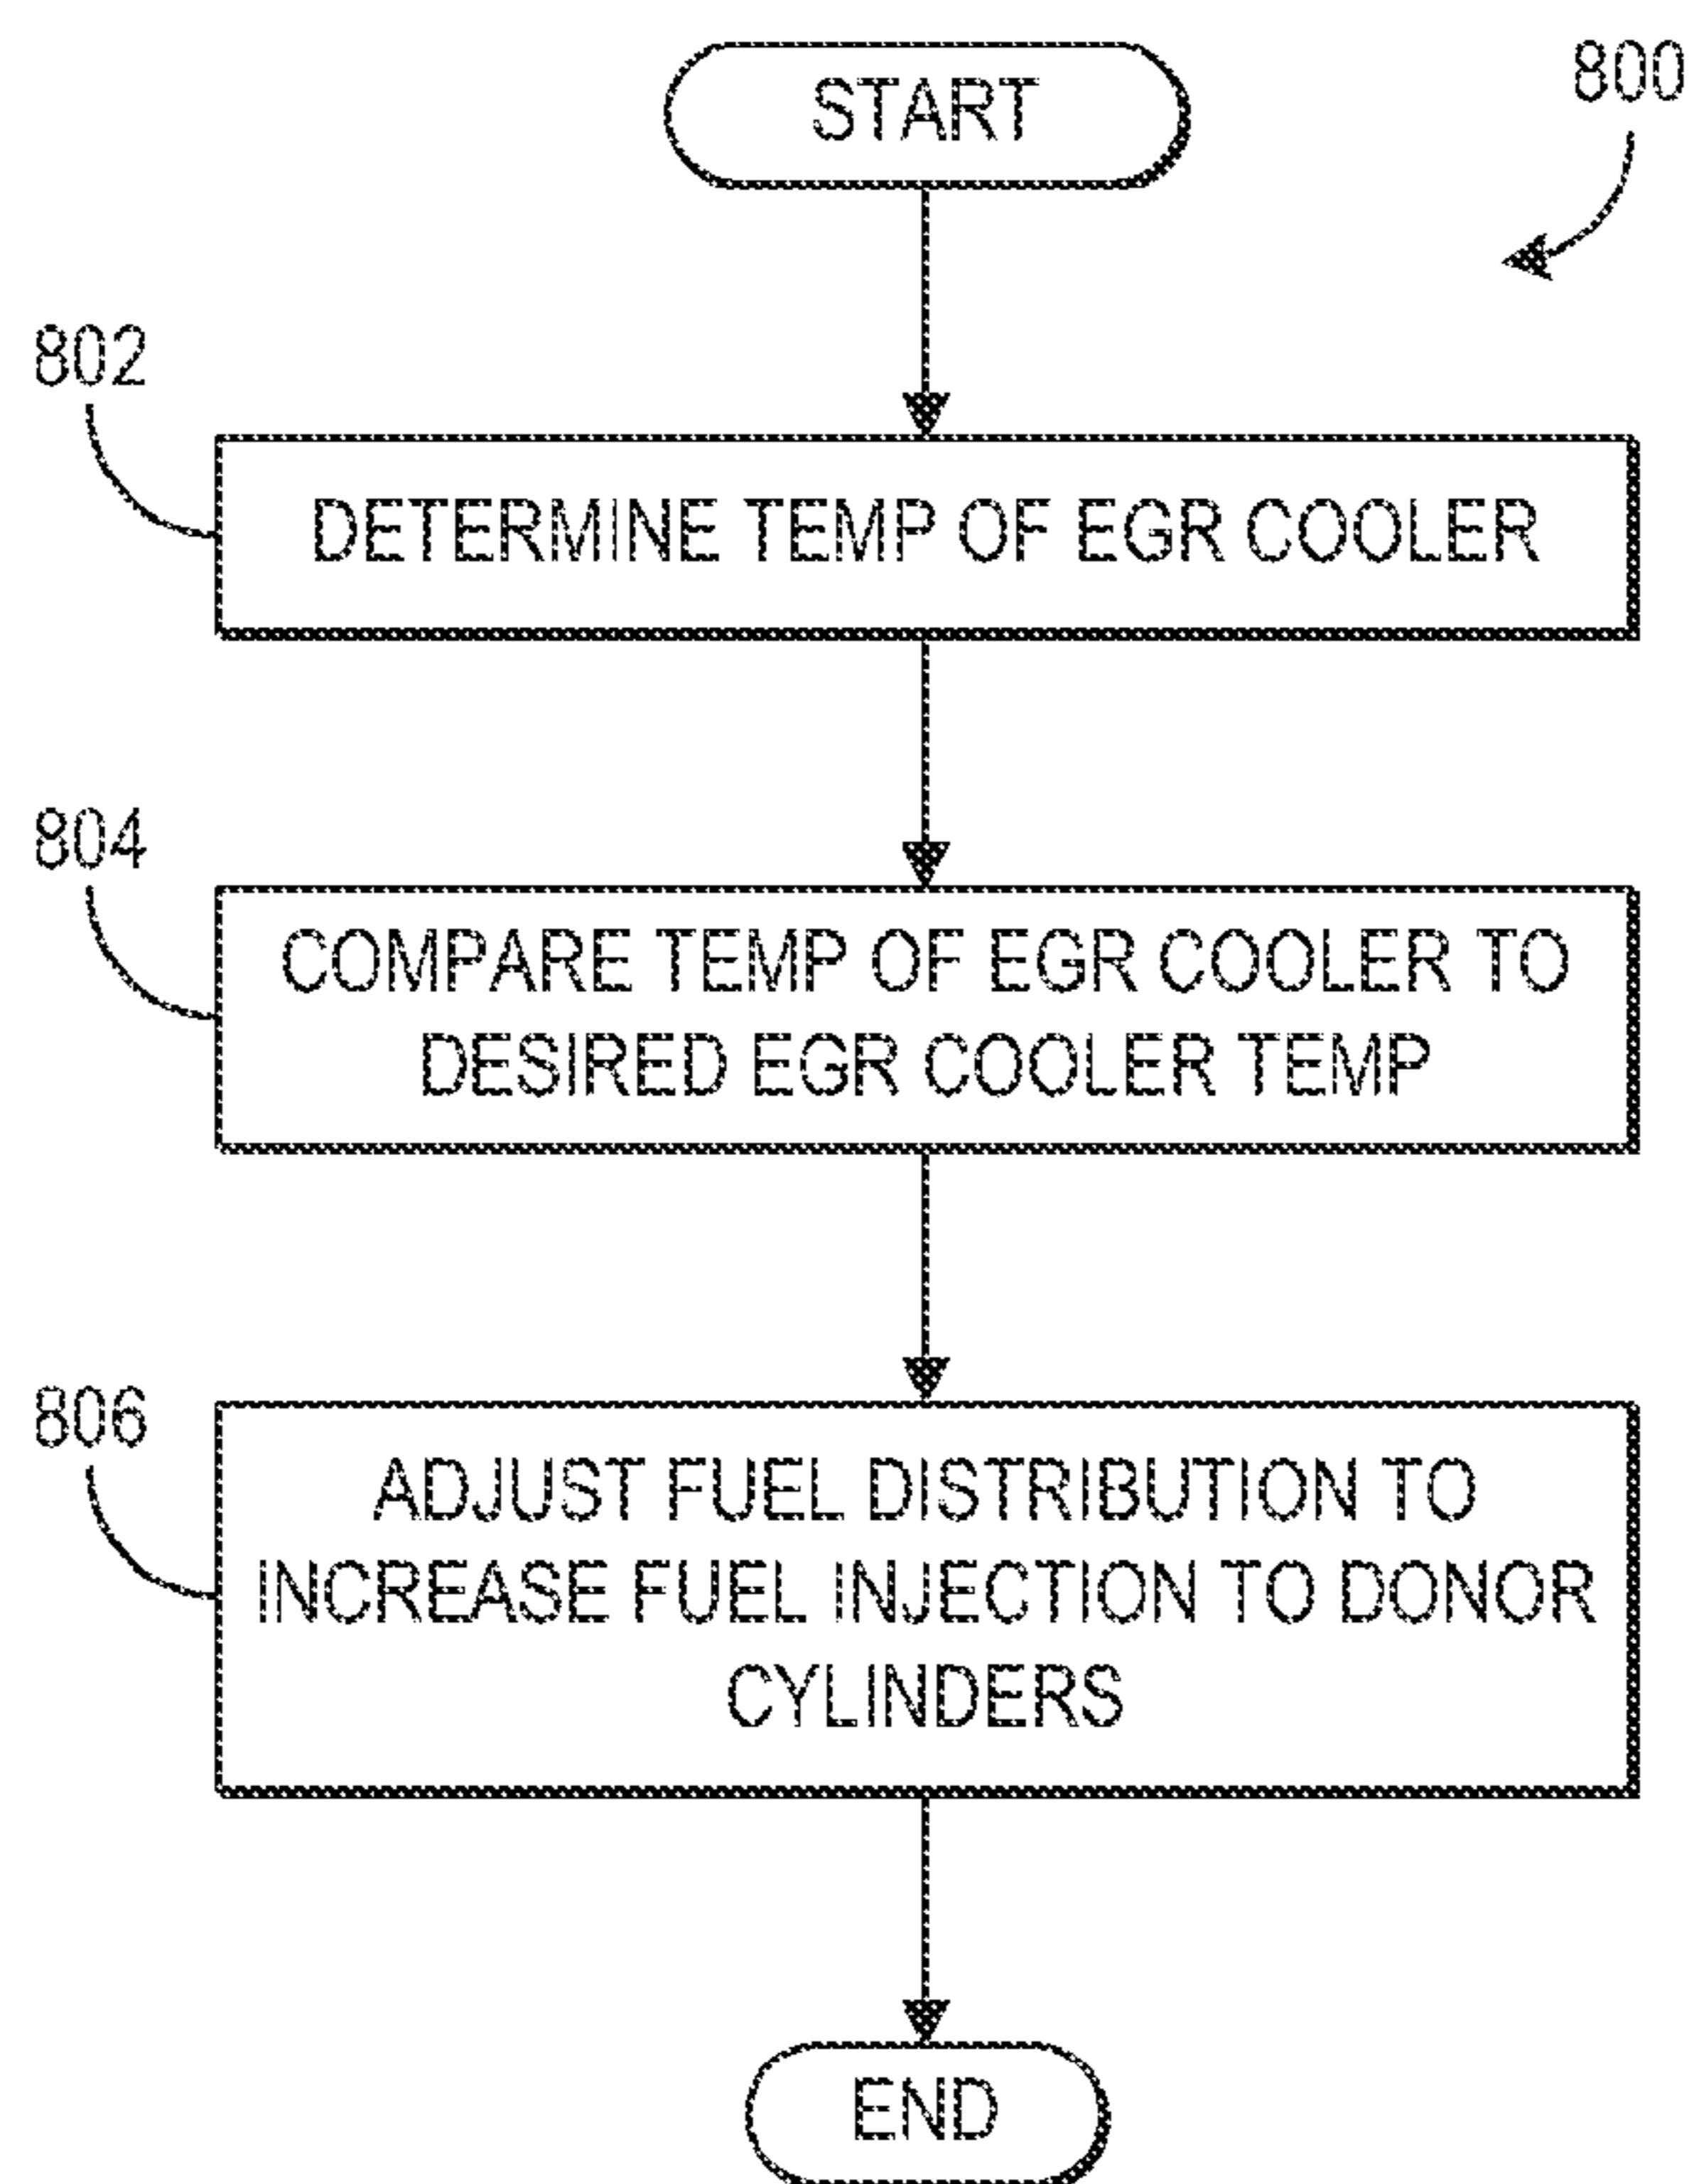 START
800
802
DETERMINE TEMP OF EGR COOLER
804
COMPARE TEMP OF EGR COOLER TO
DESIRED EGR COOLER TEMP
806
ADJUST FUEL DISTRIBUTION TO
INCREASE FUEL INJECTION TO DONOR
CYLINDERS
END